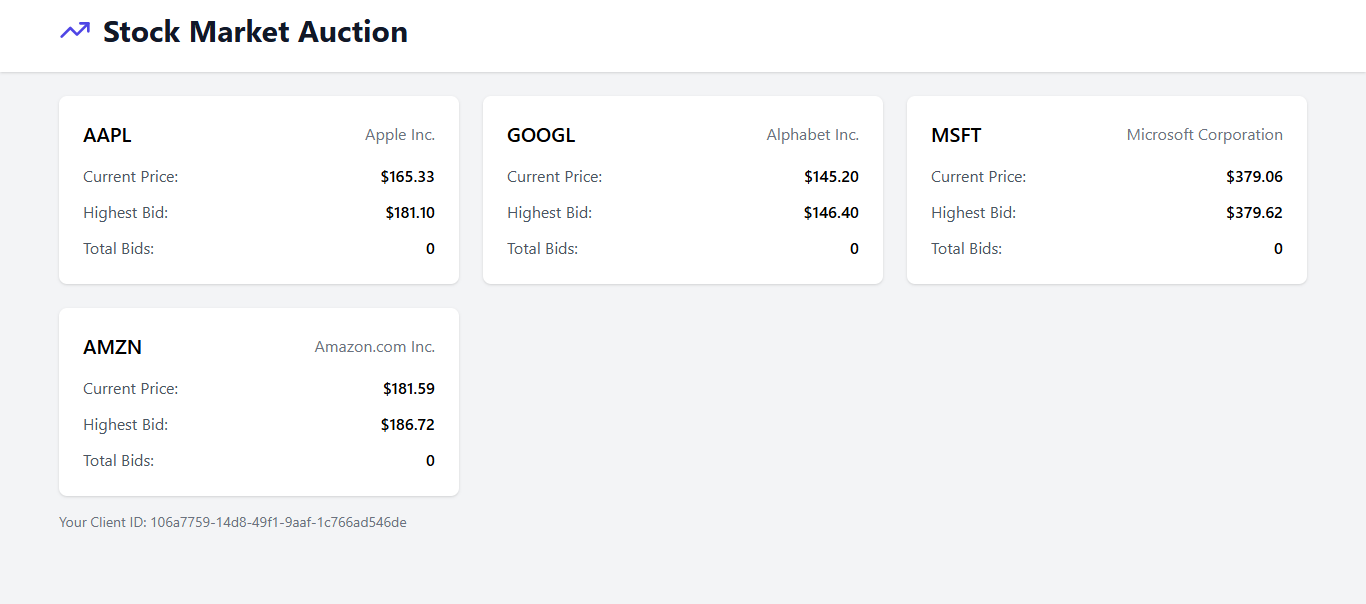 Stock Market Auction
AAPL Apple Inc.
Current Price: $165.33
Highest Bid: $181.10
Total Bids: 0
GOOGL Alphabet Inc.
Current Price: $145.20
Highest Bid: $146.40
Total Bids: 0
MSFT Microsoft Corporation
Current Price: $379.06
Highest Bid: $379.62
Total Bids: 0
AMZN Amazon.com Inc.
Current Price: $181.59
Highest Bid: $186.72
Total Bids: 0
Your Client ID: 106a7759-14d8-49f1-9aaf-1c766ad546de